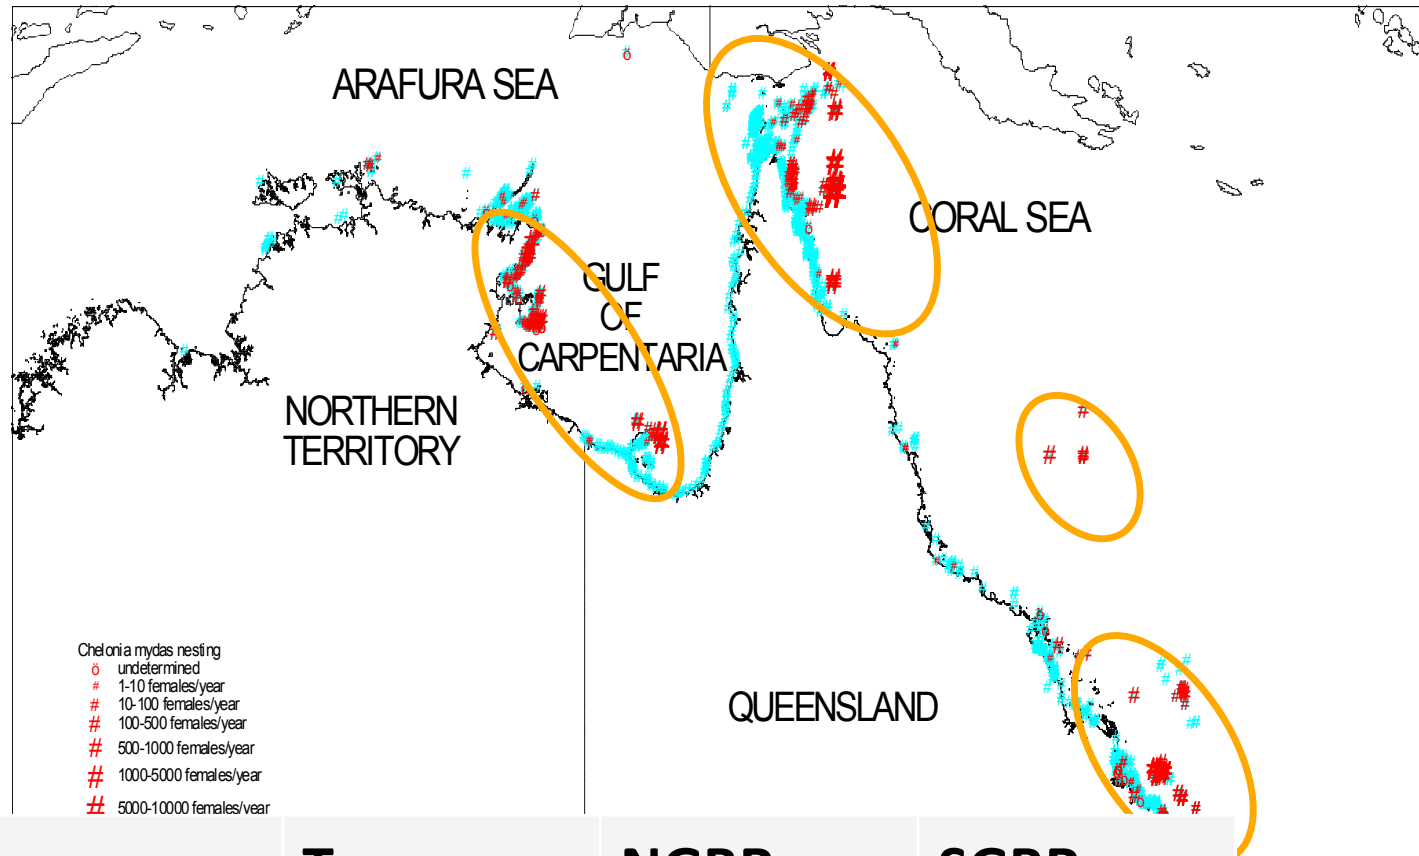 ARAFURA SEA
CORAL SEA
GULF
OF
CARPENTARIA
NORTHERN
TERRITORY
QUEENSLAND
Chelonia mydas nesting
ö undetermined
# 1-10 females/year
# 10-100 females/year
# 100-500 females/year
# 500-1000 females/year
# 1000-5000 females/year
# 5000-10000 females/year